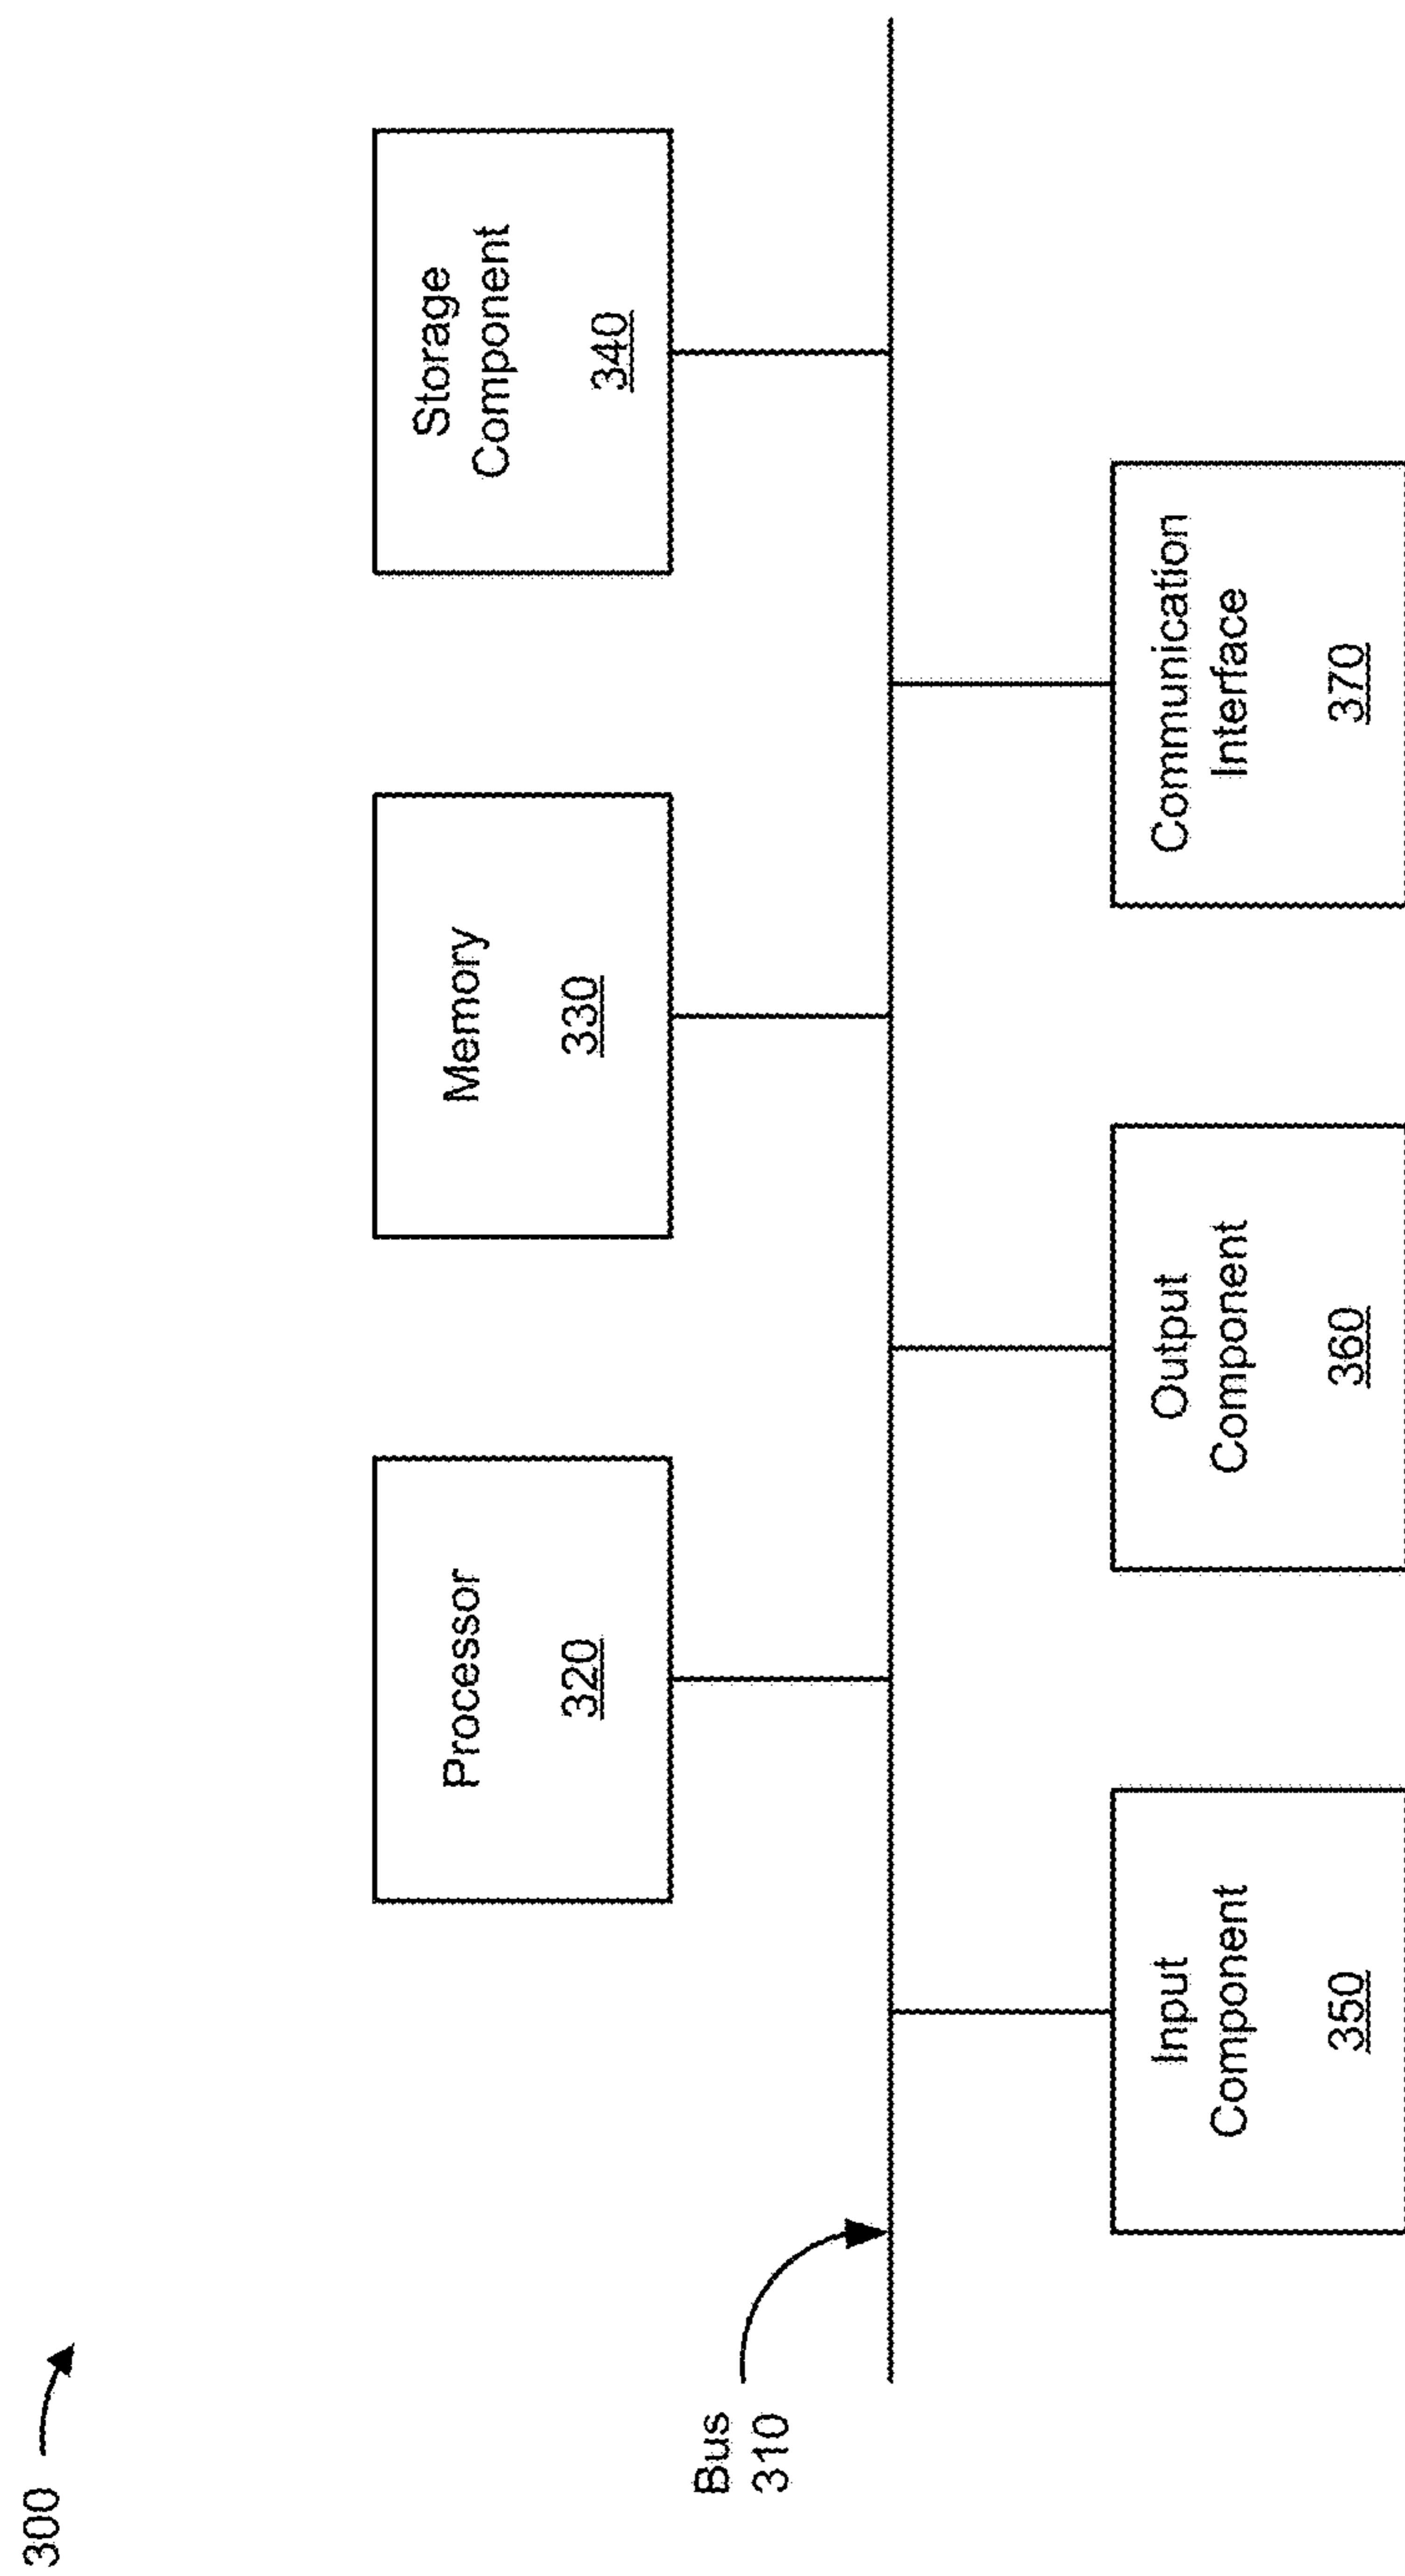 300
Processor
320
Memory
330
Storage
Component
340
Bus
310
Input
Component
350
Output
Component
360
Communication
Interface
370